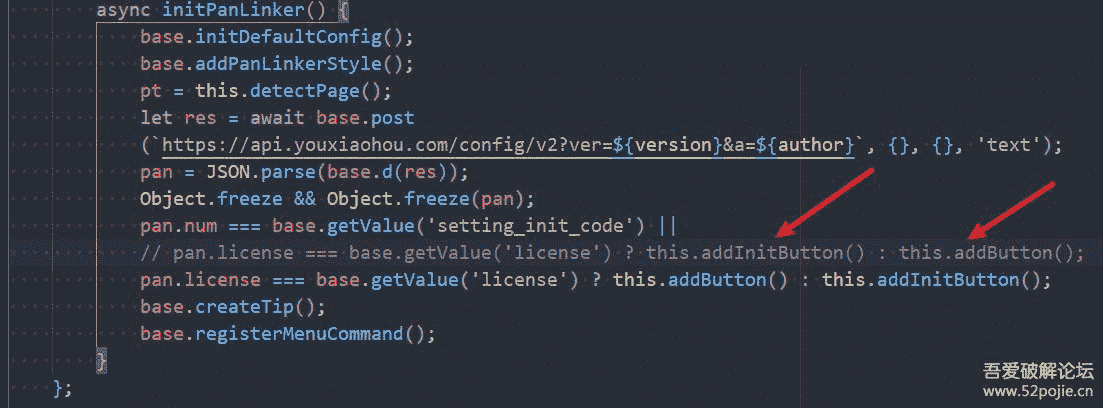 async initPanLinker() {
base.initDefaultConfig();
base.addPanLinkerStyle();
pt = this.detectPage();
let res = await base.post
(`https://api.youxiaohou.com/config/v2?ver=${version}&a=${author}`, {}, {}, 'text');
pan = JSON.parse(base.d(res));
Object.freeze && Object.freeze(pan);
pan.num === base.getValue('setting_init_code') ||
// pan.license === base.getValue('license') ? this.addInitButton() : this.addButton();
pan.license === base.getValue('license') ? this.addButton() : this.addInitButton();
base.createTip();
base.registerMenuCommand();
}
};
吾爱破解论坛
www.52pojie.cn